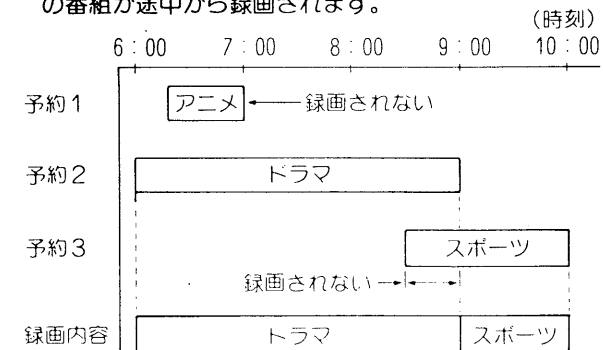 の番組が途中から録画されます。
(時刻)
6:00 7:00 8:00 9:00 10:00
予約1 アニメ 録画されない
予約2 ドラマ
予約3 スポーツ
録画されない
録画内容 ドラマ スポーツ